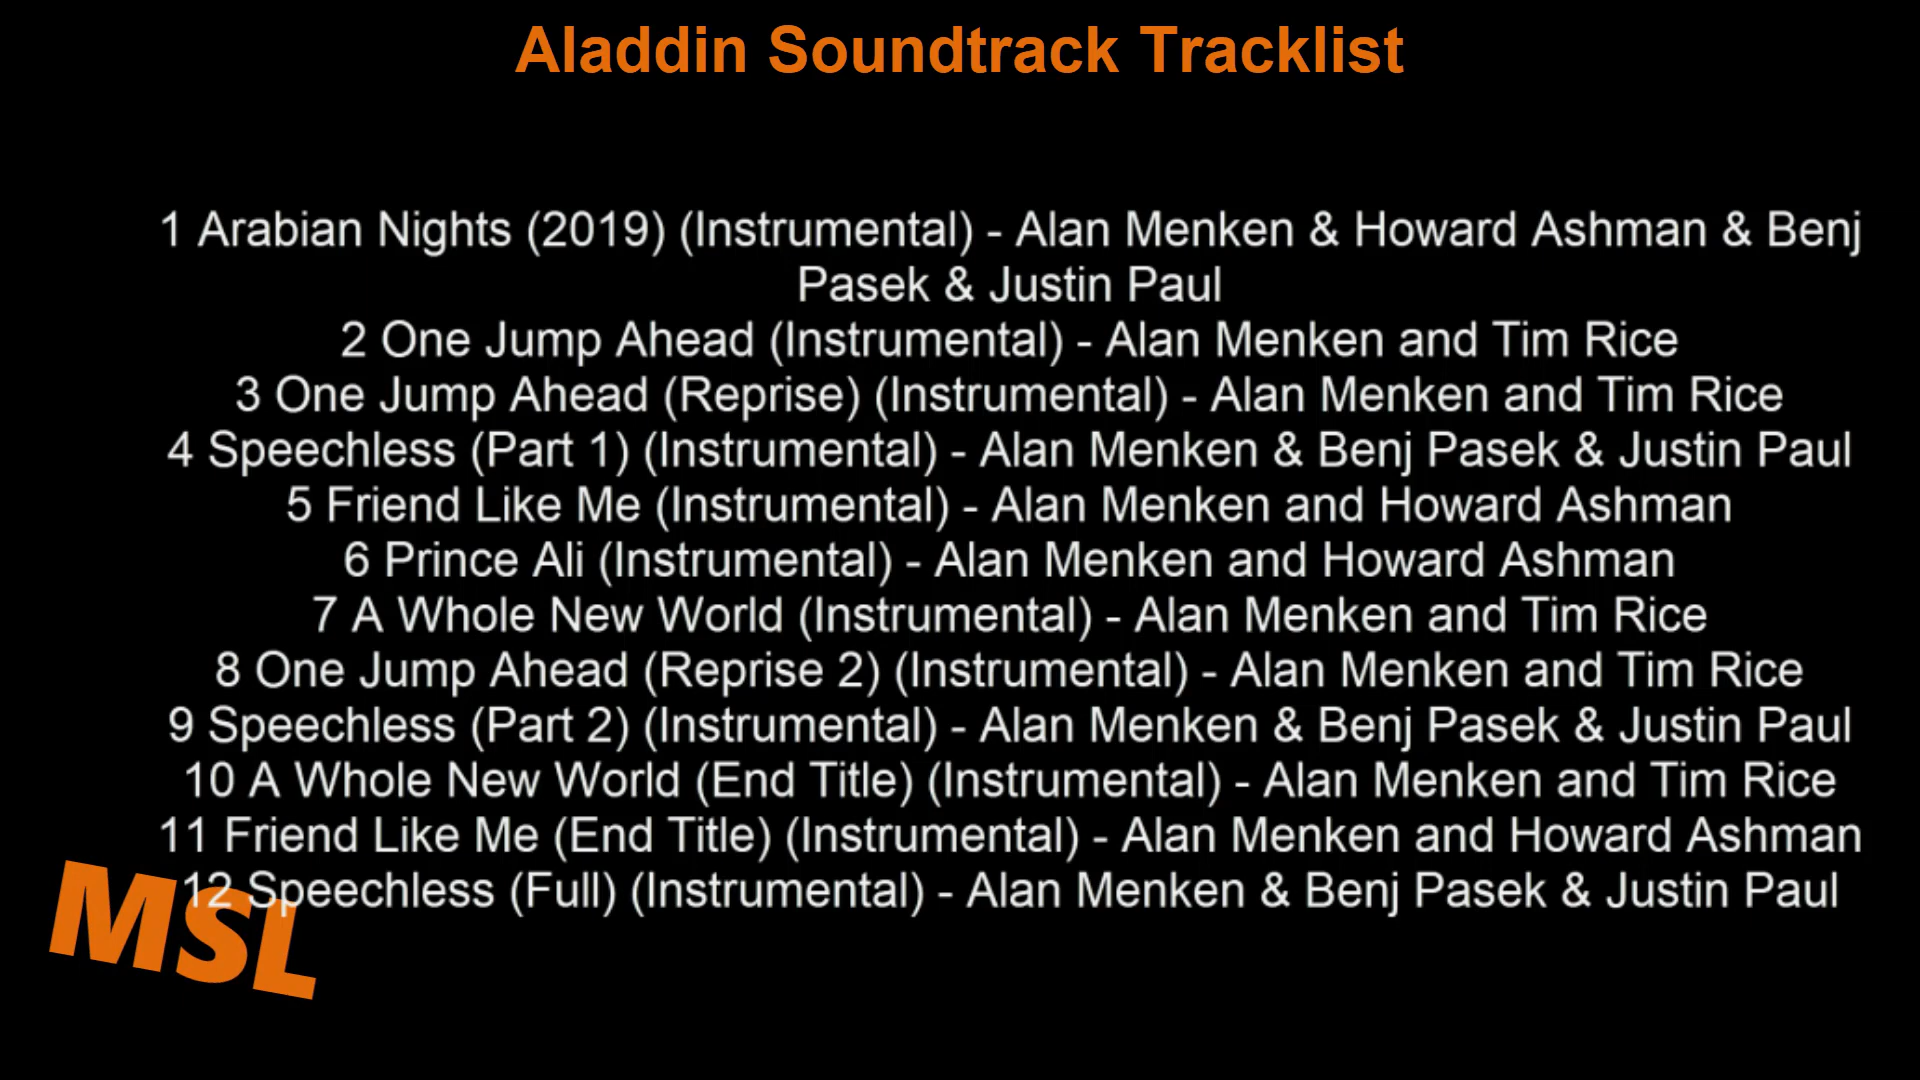 Aladdin Soundtrack Tracklist
1 Arabian Nights (2019) (Instrumental) - Alan Menken & Howard Ashman & Benj
Pasek & Justin Paul
2 One Jump Ahead (Instrumental) - Alan Menken and Tim Rice
3 One Jump Ahead (Reprise) (Instrumental) - Alan Menken and Tim Rice
4 Speechless (Part 1) (Instrumental) - Alan Menken & Benj Pasek & Justin Paul
5 Friend Like Me (Instrumental) - Alan Menken and Howard Ashman
6 Prince Ali (Instrumental) - Alan Menken and Howard Ashman
7 A Whole New World (Instrumental) - Alan Menken and Tim Rice
8 One Jump Ahead (Reprise 2) (Instrumental) - Alan Menken and Tim Rice
9 Speechless (Part 2) (Instrumental) - Alan Menken & Benj Pasek & Justin Paul
10 A Whole New World (End Title) (Instrumental) - Alan Menken and Tim Rice
11 Friend Like Me (End Title) (Instrumental) - Alan Menken and Howard Ashman
12 Speechless (Full) (Instrumental) - Alan Menken & Benj Pasek & Justin Paul
MSL